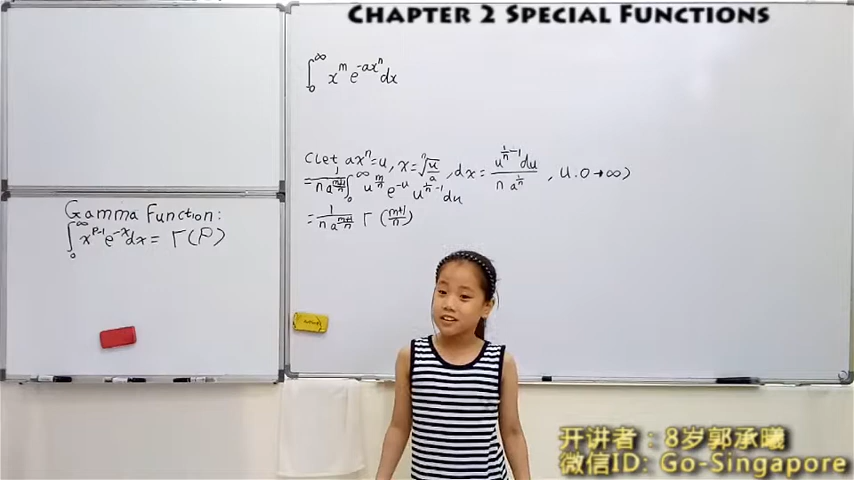 CHAPTER 2 SPECIAL FUNCTIONS
∫₀^∞ x^m e^(-ax^n) dx
(Let ax^n = u, x = ⁿ√(u/a), dx = (u^(1/n -1) du)/(n a^(1/n)), u: 0 → ∞)
= 1/(n a^((m+1)/n)) ∫₀^∞ u^(m/n) e^(-u) u^(1/n -1) du
= 1/(n a^((m+1)/n)) Γ((m+1)/n)
Gamma Function:
∫₀^∞ x^(P-1) e^(-x) dx = Γ(P)
开讲者：8岁郭承曦
微信ID: Go-Singapore